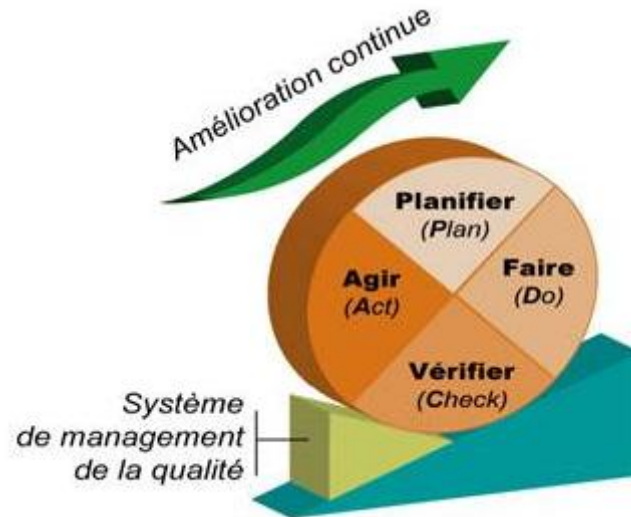 Amélioration continue
Planifier
(Plan)
Faire
(Do)
Agir
(Act)
Vérifier
(Check)
Système
de management
de la qualité